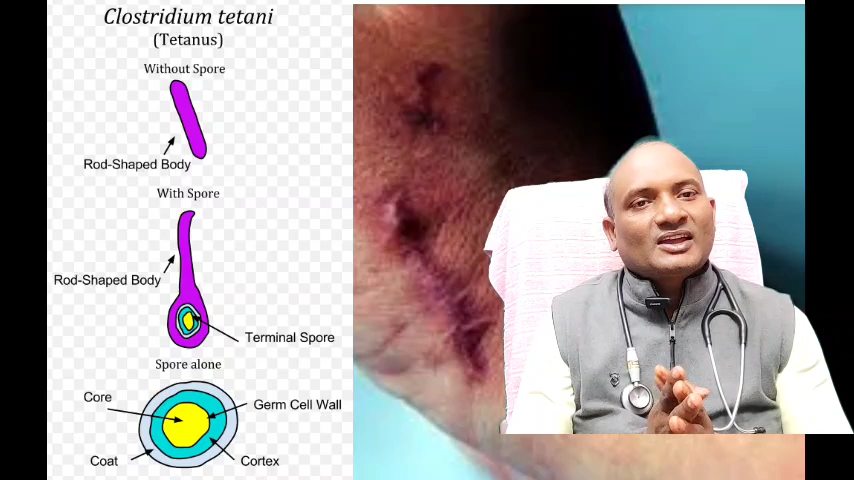 Clostridium tetani
(Tetanus)
Without Spore
Rod-Shaped Body
With Spore
Rod-Shaped Body
Terminal Spore
Spore alone
Core
Germ Cell Wall
Coat
Cortex